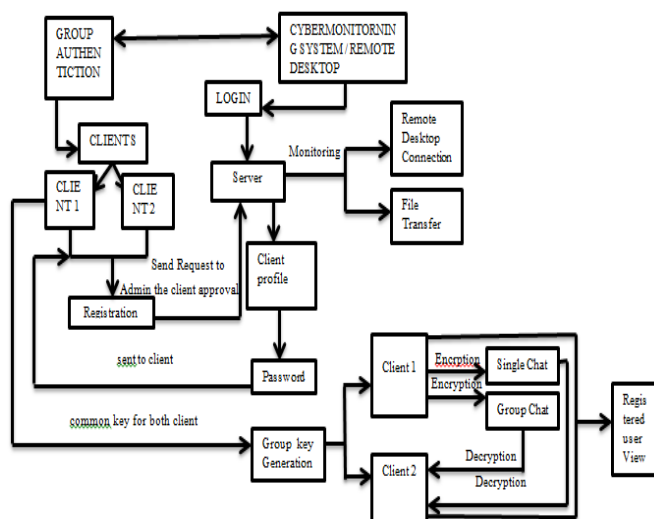 GROUP
AUTHEN
TICTION
CYBERMONITORNIN
G SYSTEM / REMOTE
DESKTOP
LOGIN
Remote
Desktop
Connection
CLIENTS
Monitoring
Server
CLIE
NT 1
CLIE
NT 2
File
Transfer
Client
profile
Send Request to
Admin the client approval
Registration
sent to client
Password
Client 1
Encrption
Single Chat
Encryption
Group Chat
Regis
tered
user
View
common key for both client
Group key
Generation
Decryption
Client 2
Decryption